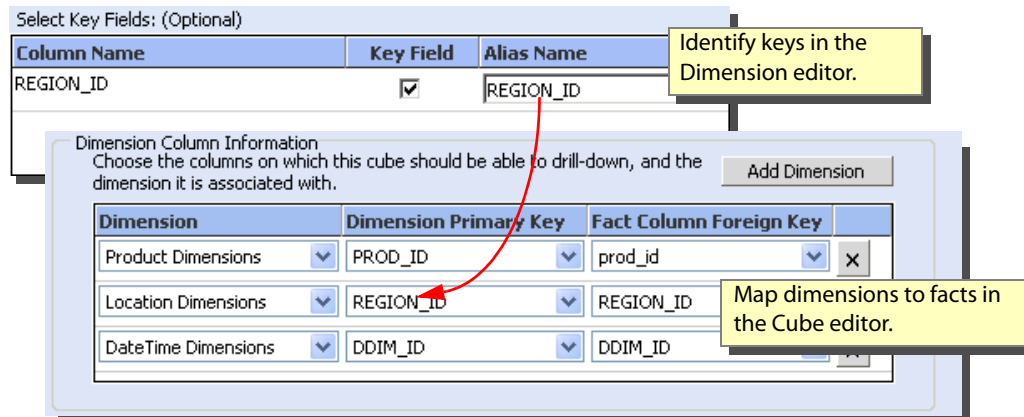 Select Key Fields: (Optional)
Column Name Key Field Alias Name
REGION_ID REGION_ID
Identify keys in the
Dimension editor.
Dimension Column Information
Choose the columns on which this cube should be able to drill-down, and the
dimension it is associated with.
Add Dimension
Dimension Dimension Primary Key Fact Column Foreign Key
Product Dimensions PROD_ID prod_id
Location Dimensions REGION_ID REGION_ID
Map dimensions to facts in
the Cube editor.
DateTime Dimensions DDIM_ID DDIM_ID